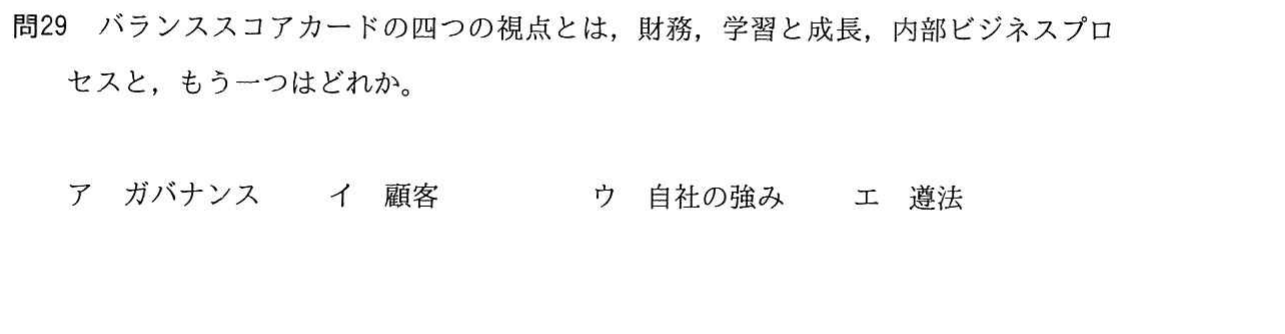 問29 バランススコアカードの四つの視点とは，財務，学習と成長，内部ビジネスプロ
セスと，もう一つはどれか。
ア ガバナンス イ 顧客 ウ 自社の強み エ 遵法